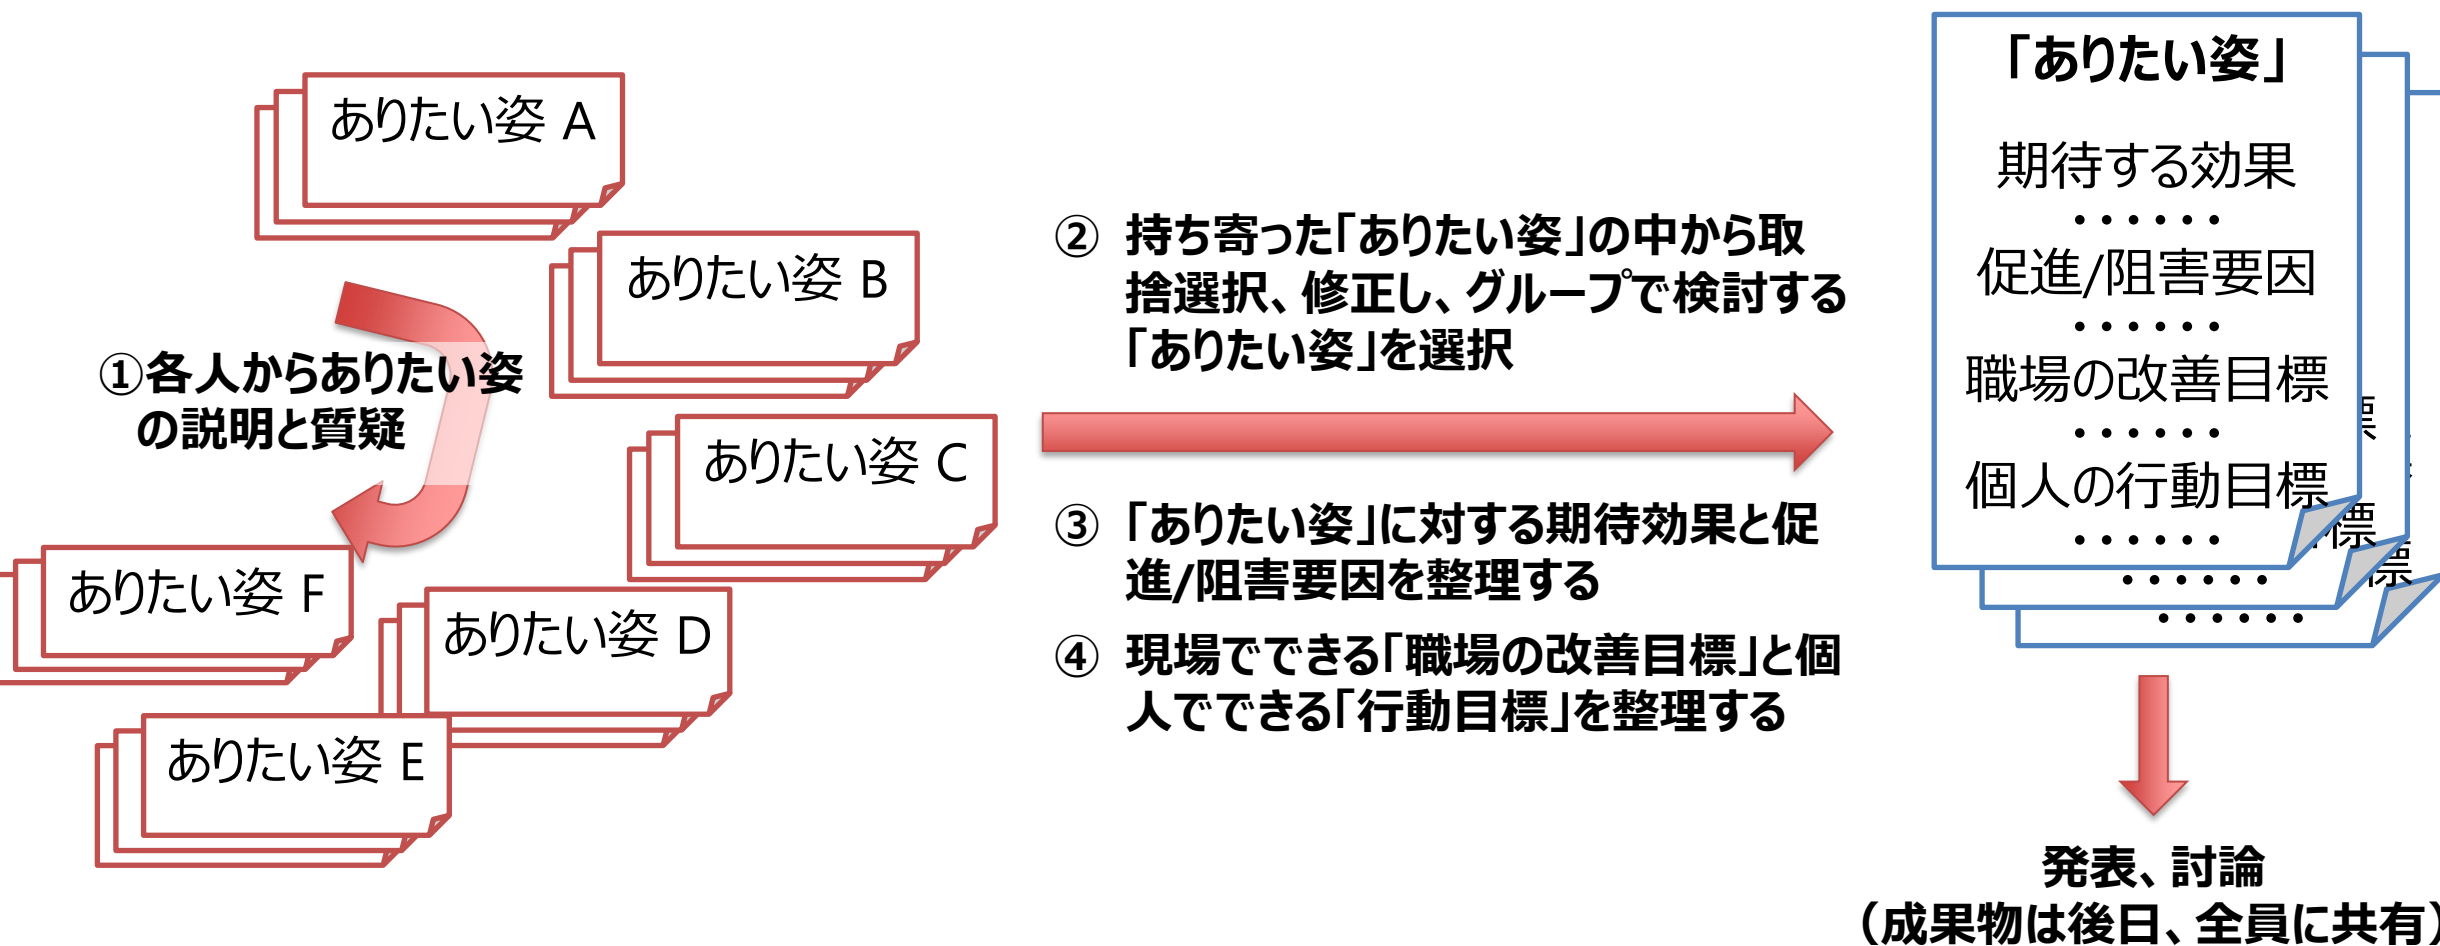 ありたい姿 A
ありたい姿 B
①各人からありたい姿
の説明と質疑
ありたい姿 C
ありたい姿 F
ありたい姿 D
ありたい姿 E
② 持ち寄った「ありたい姿」の中から取
捨選択、修正し、グループで検討する
「ありたい姿」を選択
③ 「ありたい姿」に対する期待効果と促
進/阻害要因を整理する
④ 現場でできる「職場の改善目標」と個
人でできる「行動目標」を整理する
「ありたい姿」
期待する効果
・・・・・・
促進/阻害要因
・・・・・・
職場の改善目標
・・・・・・
個人の行動目標
・・・・・・
標
標
標
・・・・・・
・・・・・・
発表、討論
（成果物は後日、全員に共有）